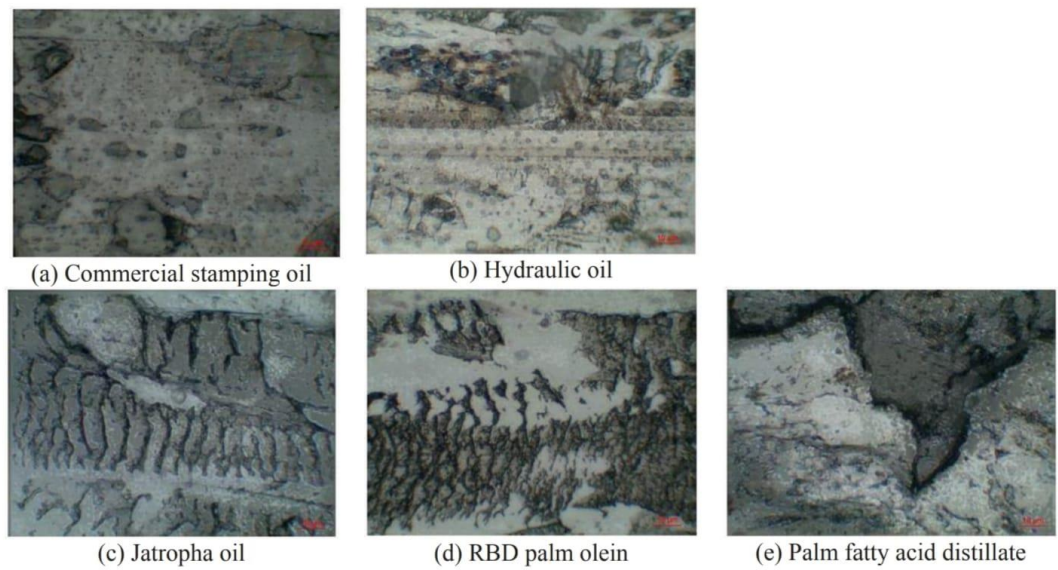 (a) Commercial stamping oil
(b) Hydraulic oil
(c) Jatropha oil
(d) RBD palm olein
(e) Palm fatty acid distillate